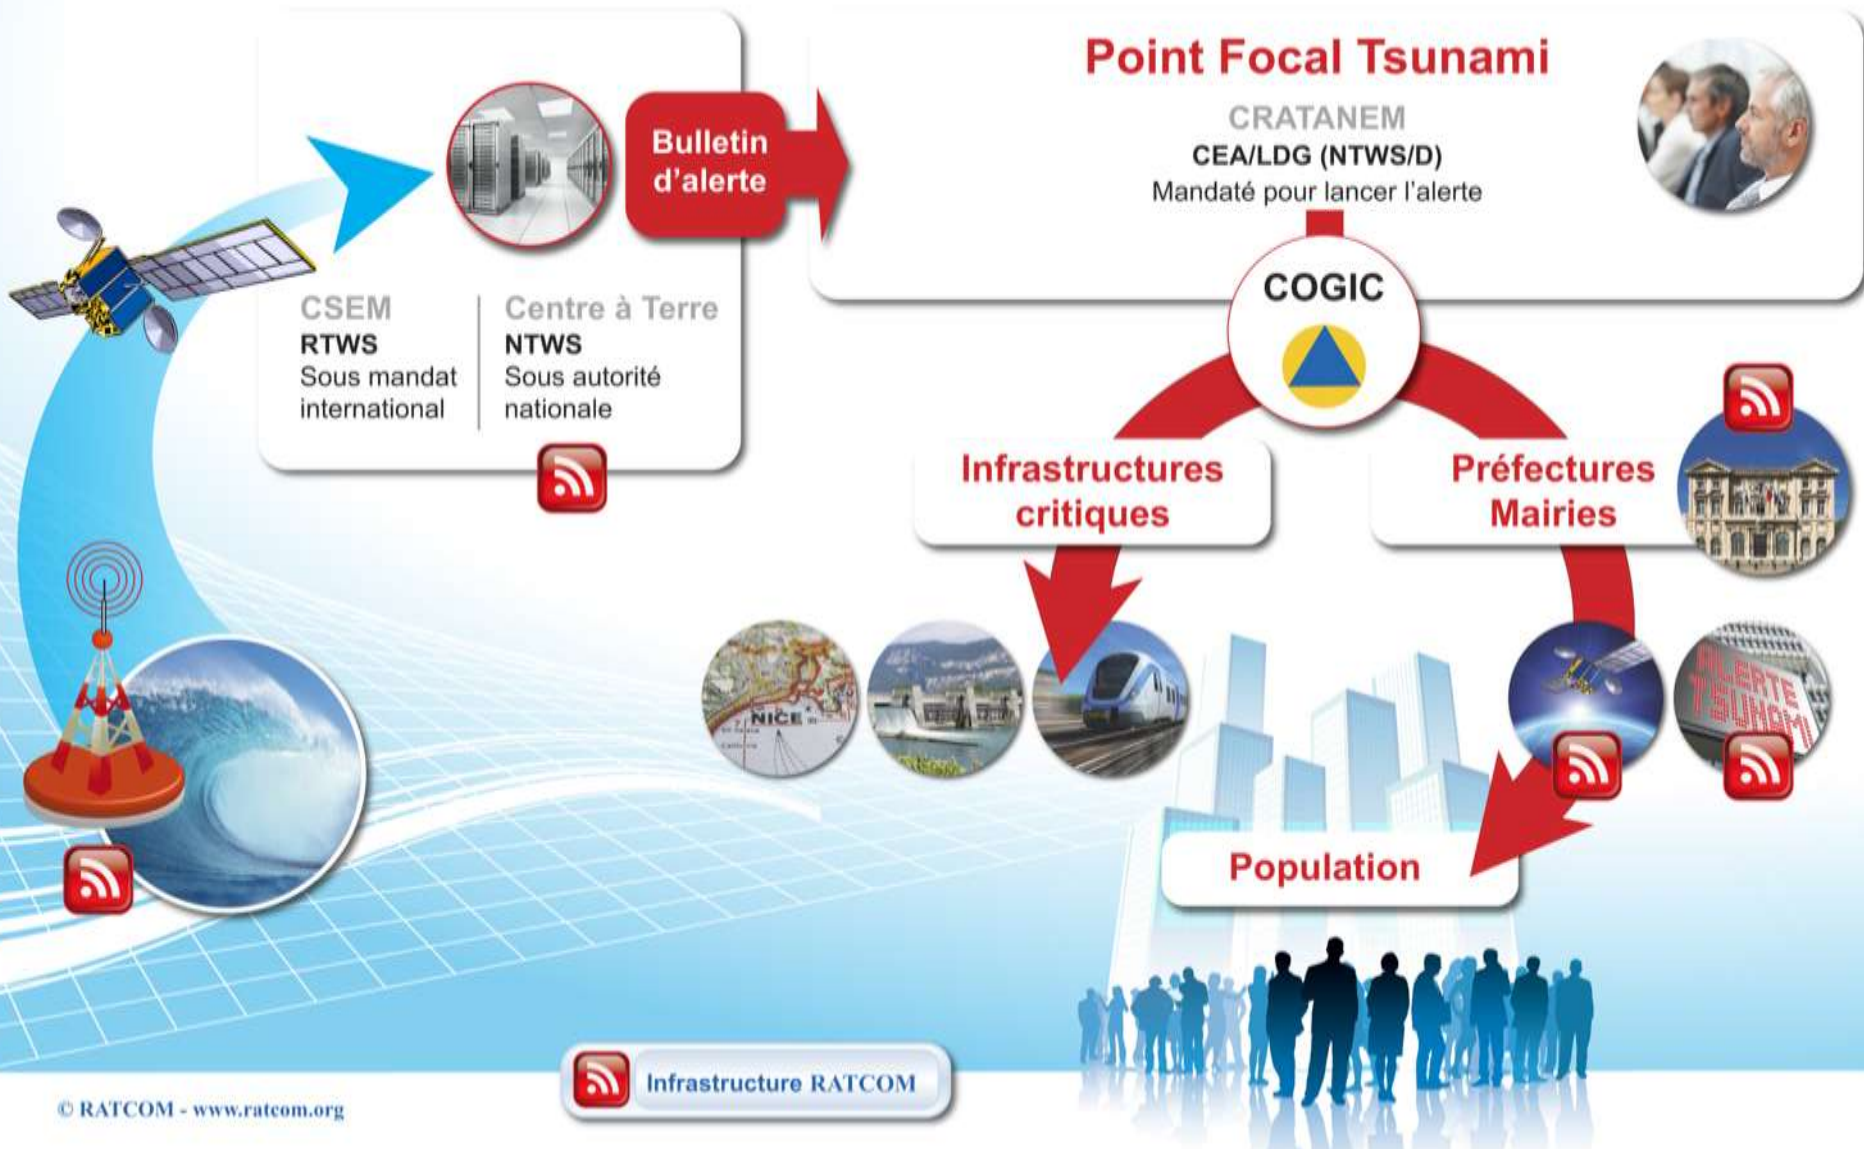 Point Focal Tsunami
CRATANEM
CEA/LDG (NTWS/D)
Mandaté pour lancer l'alerte
Bulletin
d'alerte
CSEM
RTWS
Sous mandat
international
Centre à Terre
NTWS
Sous autorité
nationale
COGIC
Infrastructures
critiques
Préfectures
Mairies
NICE
ALERTE
TSUNAMI
Population
Infrastructure RATCOM
© RATCOM - www.ratcom.org